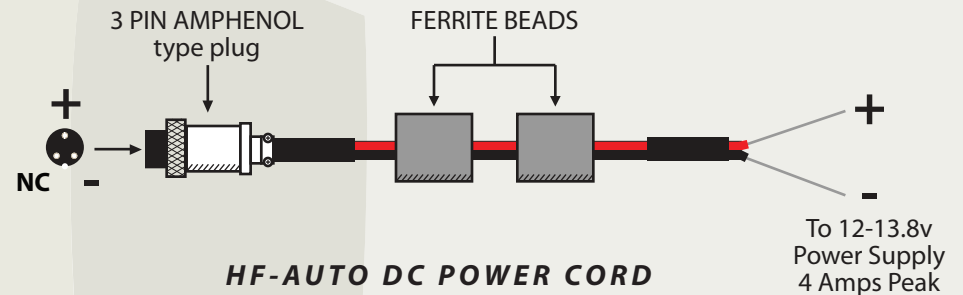 3 PIN AMPHENOL
type plug
FERRITE BEADS
+
NC -
+
-
To 12-13.8v
Power Supply
4 Amps Peak
HF-AUTO DC POWER CORD